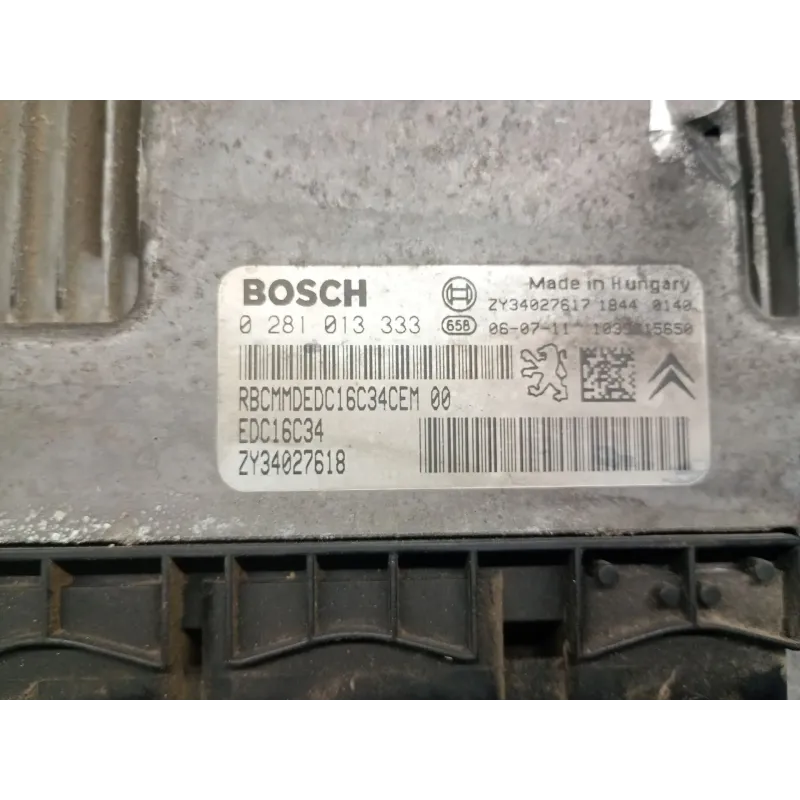 BOSCH
Made in Hungary
ZY34027617 1844 0140
0 281 013 333
658
06-07-11
RBCMMDEDC16C34CEM 00
EDC16C34
ZY34027618